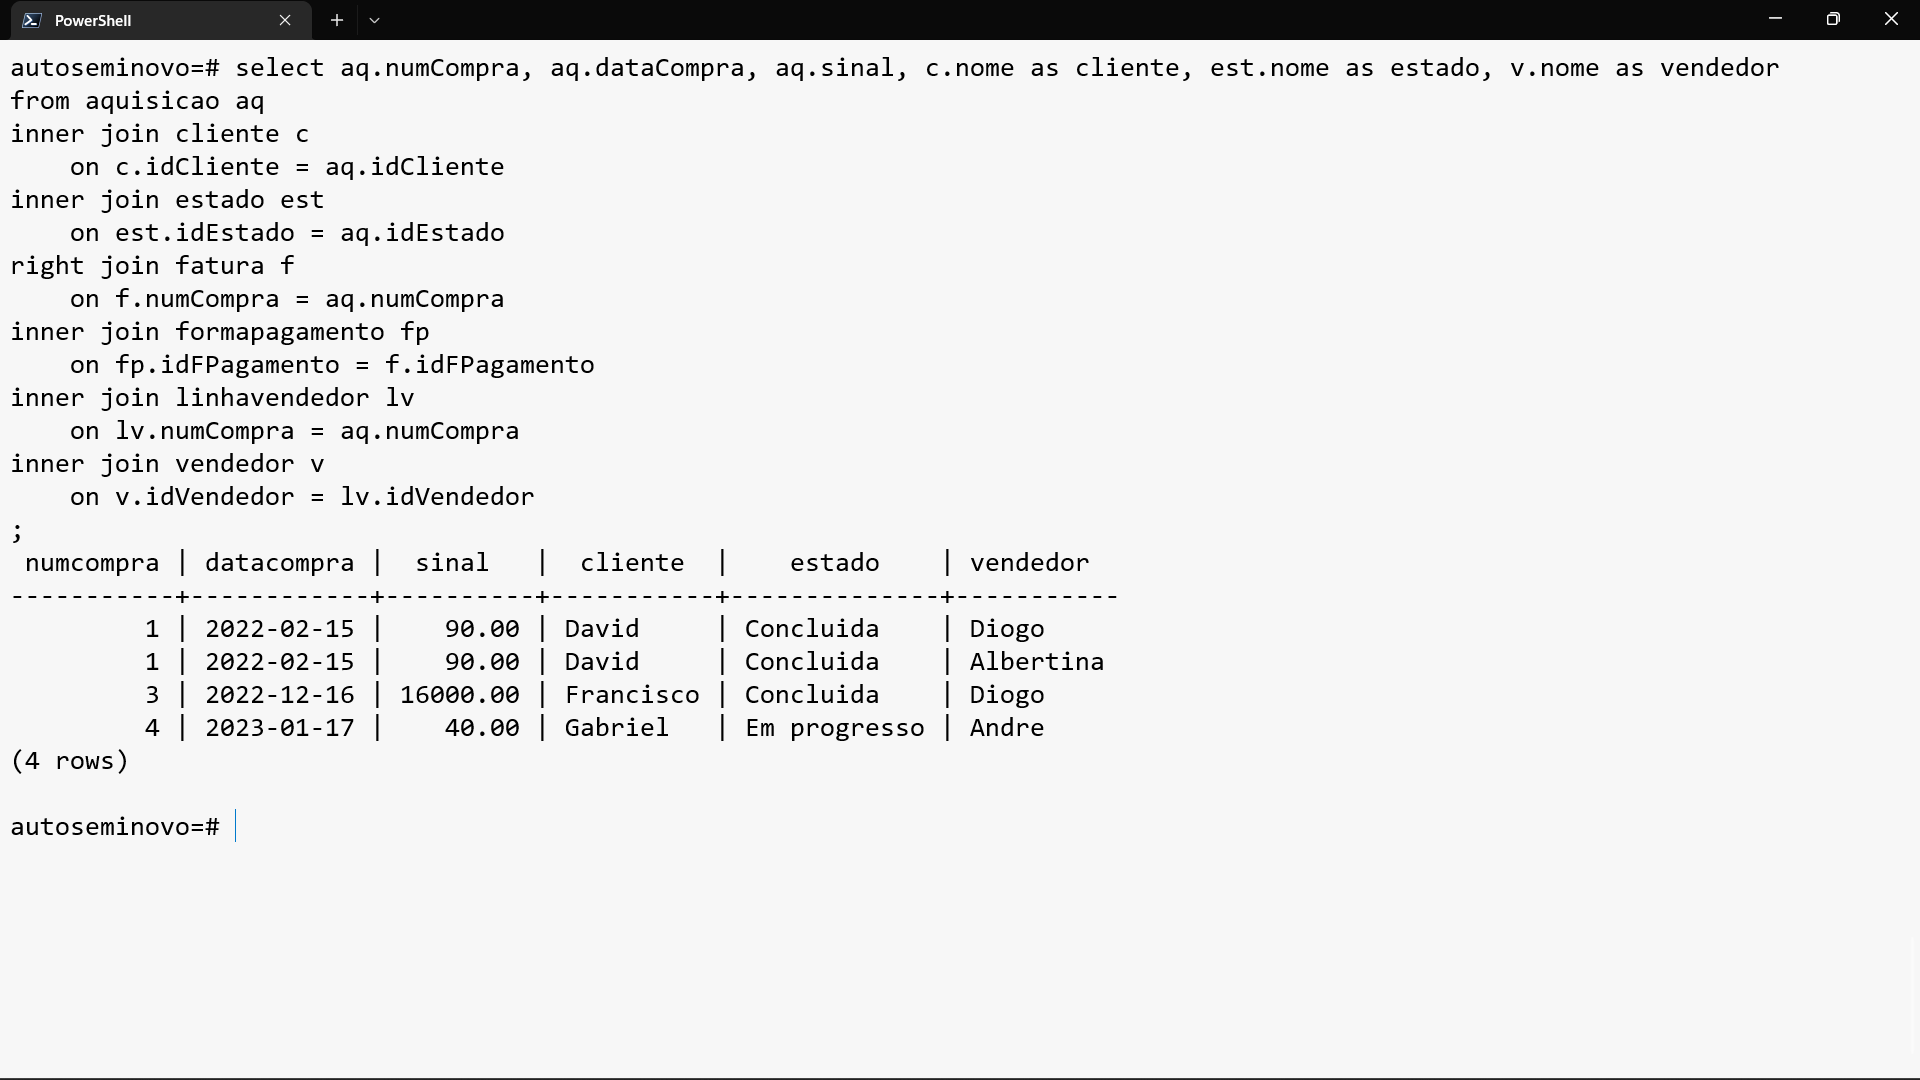 PowerShell
autoseminovo=# select aq.numCompra, aq.dataCompra, aq.sinal, c.nome as cliente, est.nome as estado, v.nome as vendedor
from aquisicao aq
inner join cliente c
    on c.idCliente = aq.idCliente
inner join estado est
    on est.idEstado = aq.idEstado
right join fatura f
    on f.numCompra = aq.numCompra
inner join formapagamento fp
    on fp.idFPagamento = f.idFPagamento
inner join linhavendedor lv
    on lv.numCompra = aq.numCompra
inner join vendedor v
    on v.idVendedor = lv.idVendedor
;
 numcompra | datacompra |  sinal   |  cliente  |    estado    | vendedor
-----------+------------+----------+-----------+--------------+-----------
         1 | 2022-02-15 |    90.00 | David     | Concluida    | Diogo
         1 | 2022-02-15 |    90.00 | David     | Concluida    | Albertina
         3 | 2022-12-16 | 16000.00 | Francisco | Concluida    | Diogo
         4 | 2023-01-17 |    40.00 | Gabriel   | Em progresso | Andre
(4 rows)
autoseminovo=#